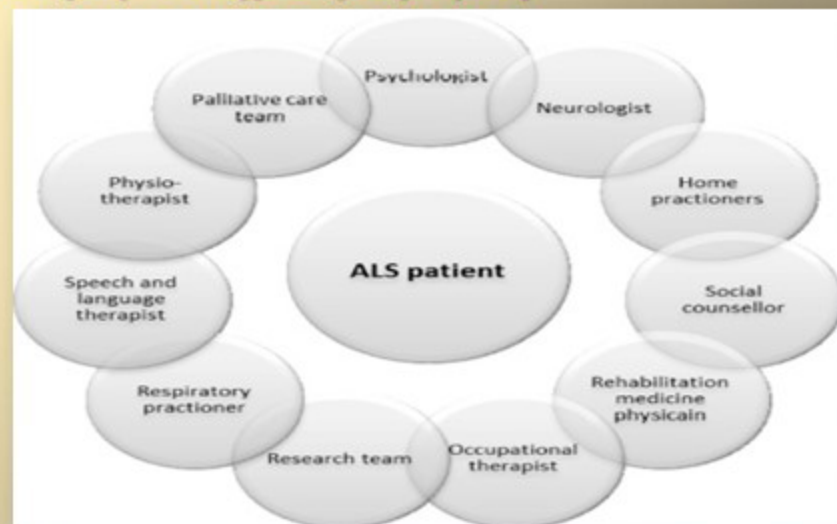 Psychologist
Neurologist
Home
practioners
Social
counsellor
Rehabilitation
medicine
physicain
Occupational
therapist
Research team
Respiratory
practioner
Speech and
language
therapist
Physio-
therapist
Palliative care
team
ALS patient